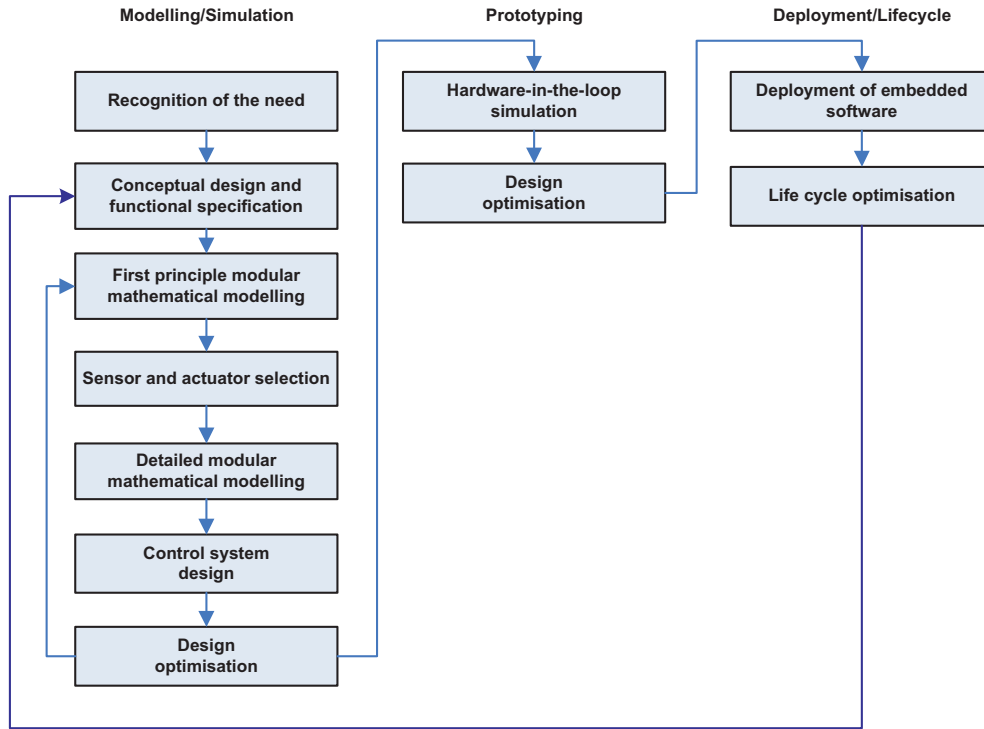 Modelling/Simulation
Recognition of the need
Conceptual design and
functional specification
First principle modular
mathematical modelling
Sensor and actuator selection
Detailed modular
mathematical modelling
Control system
design
Design
optimisation
Prototyping
Hardware-in-the-loop
simulation
Design
optimisation
Deployment/Lifecycle
Deployment of embedded
software
Life cycle optimisation